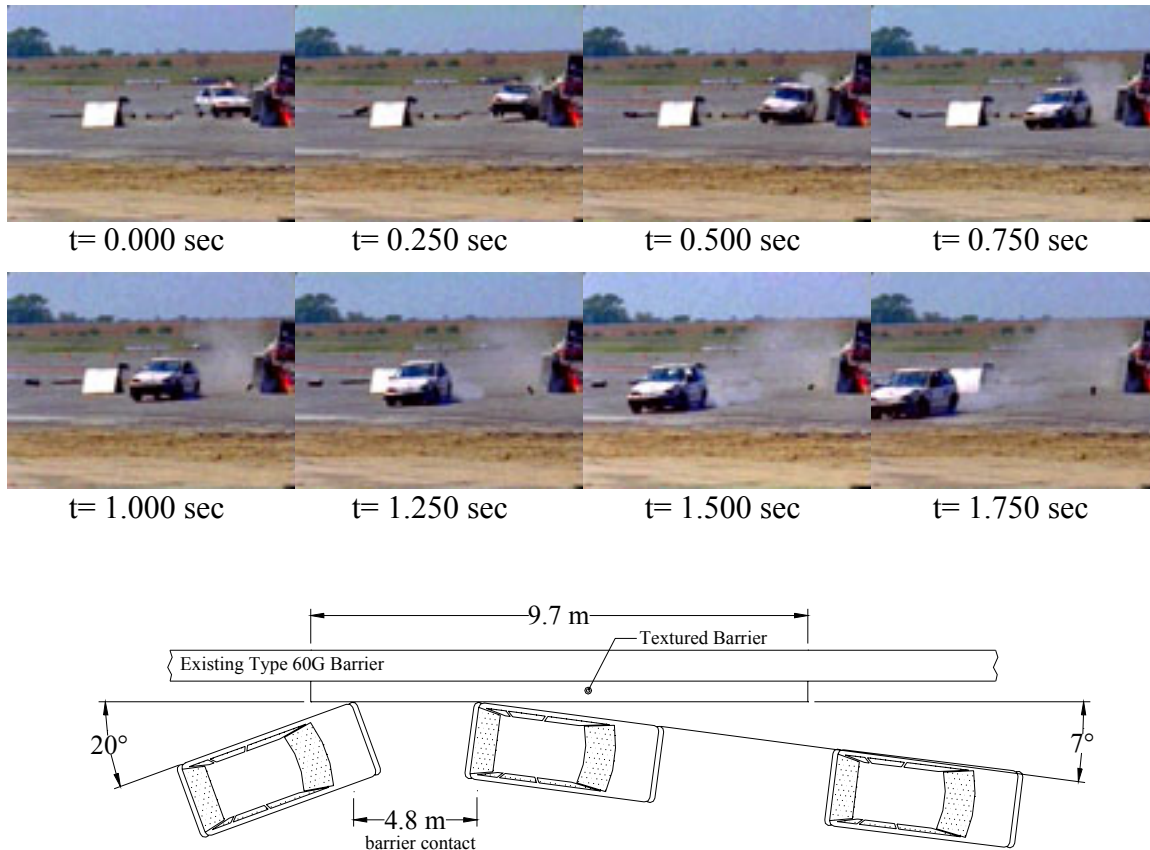 t= 0.000 sec
t= 0.250 sec
t= 0.500 sec
t= 0.750 sec
t= 1.000 sec
t= 1.250 sec
t= 1.500 sec
t= 1.750 sec
9.7 m
Textured Barrier
Existing Type 60G Barrier
20°
7°
4.8 m
barrier contact